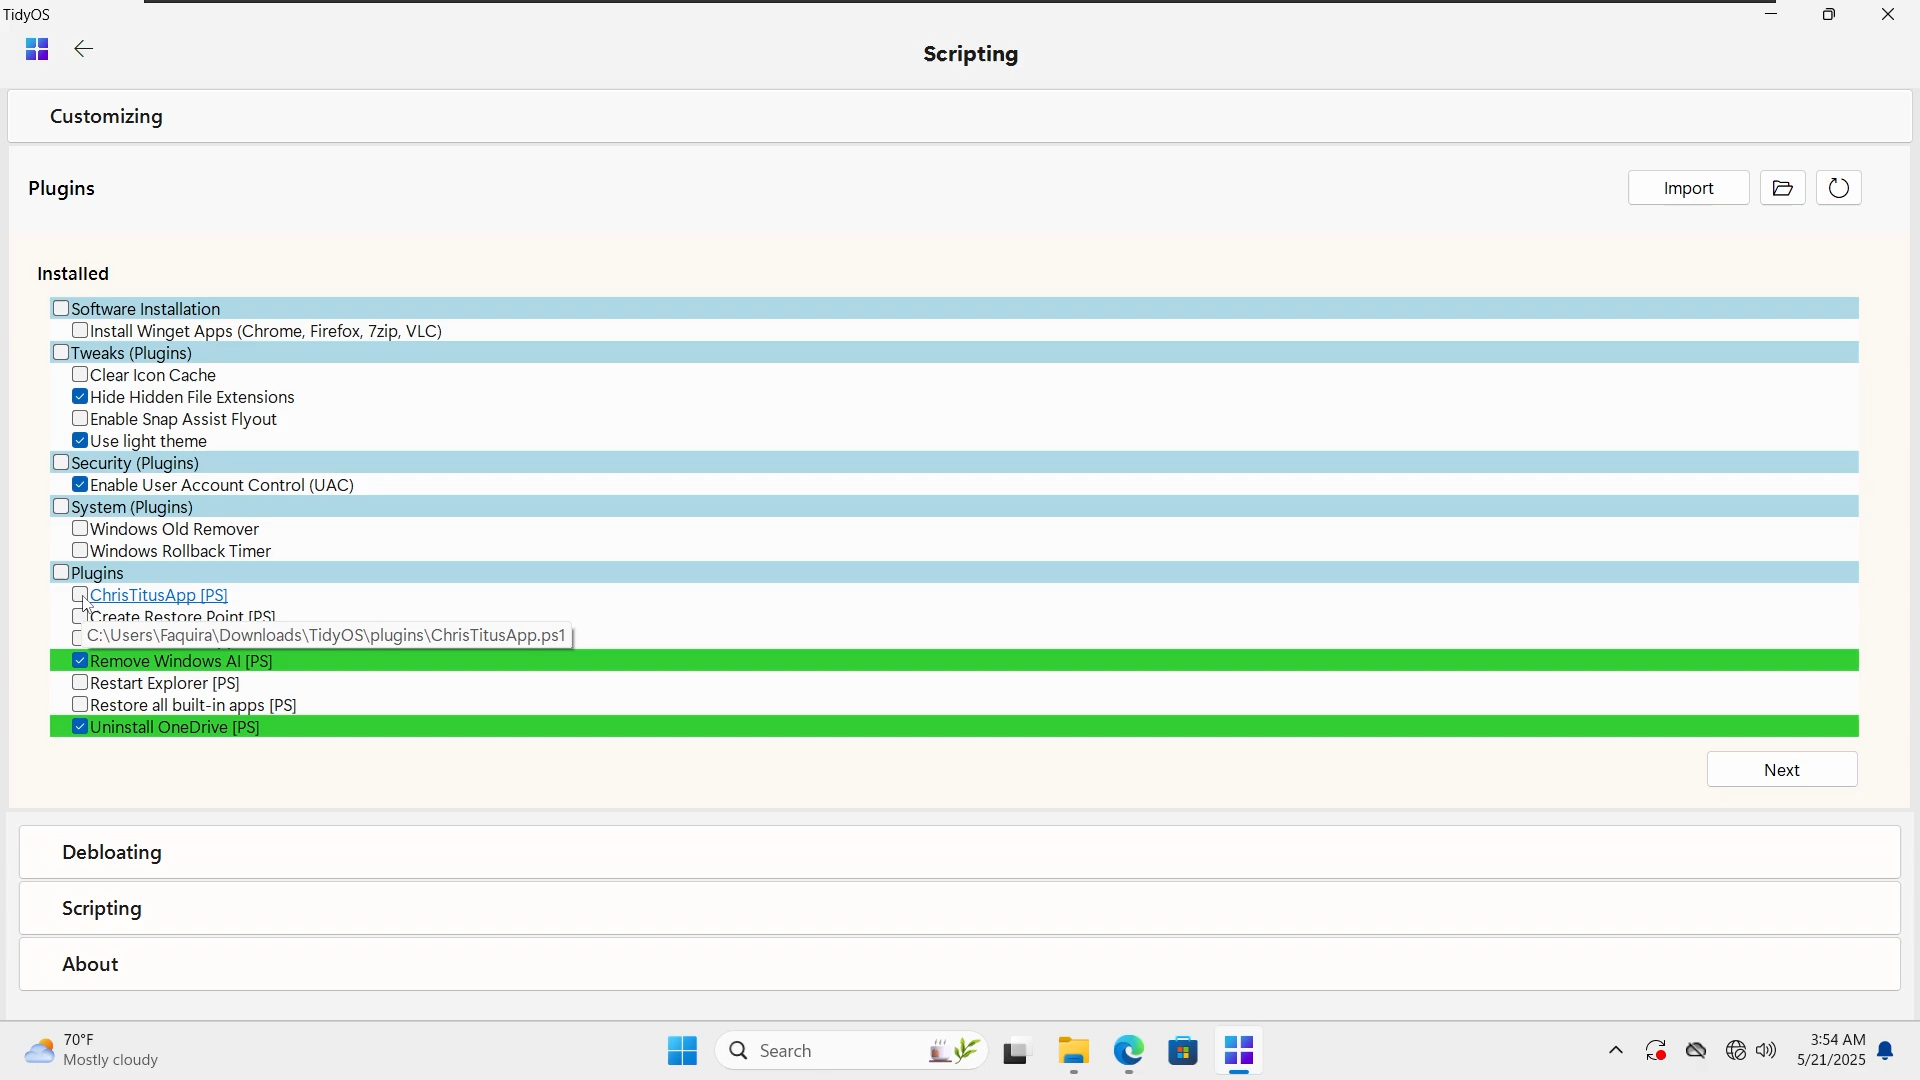 TidyOS
Scripting
Customizing
Plugins
Import
Installed
Software Installation
Install Winget Apps (Chrome, Firefox, 7zip, VLC)
Tweaks (Plugins)
Clear Icon Cache
Hide Hidden File Extensions
Enable Snap Assist Flyout
Use light theme
Security (Plugins)
Enable User Account Control (UAC)
System (Plugins)
Windows Old Remover
Windows Rollback Timer
Plugins
ChrisTitusApp [PS]
Create Restore Point [PS]
C:\Users\Faquira\Downloads\TidyOS\plugins\ChrisTitusApp.ps1
Remove Windows AI [PS]
Restart Explorer [PS]
Restore all built-in apps [PS]
Uninstall OneDrive [PS]
Next
Debloating
Scripting
About
70°F
Mostly cloudy
Search
3:54 AM
5/21/2025